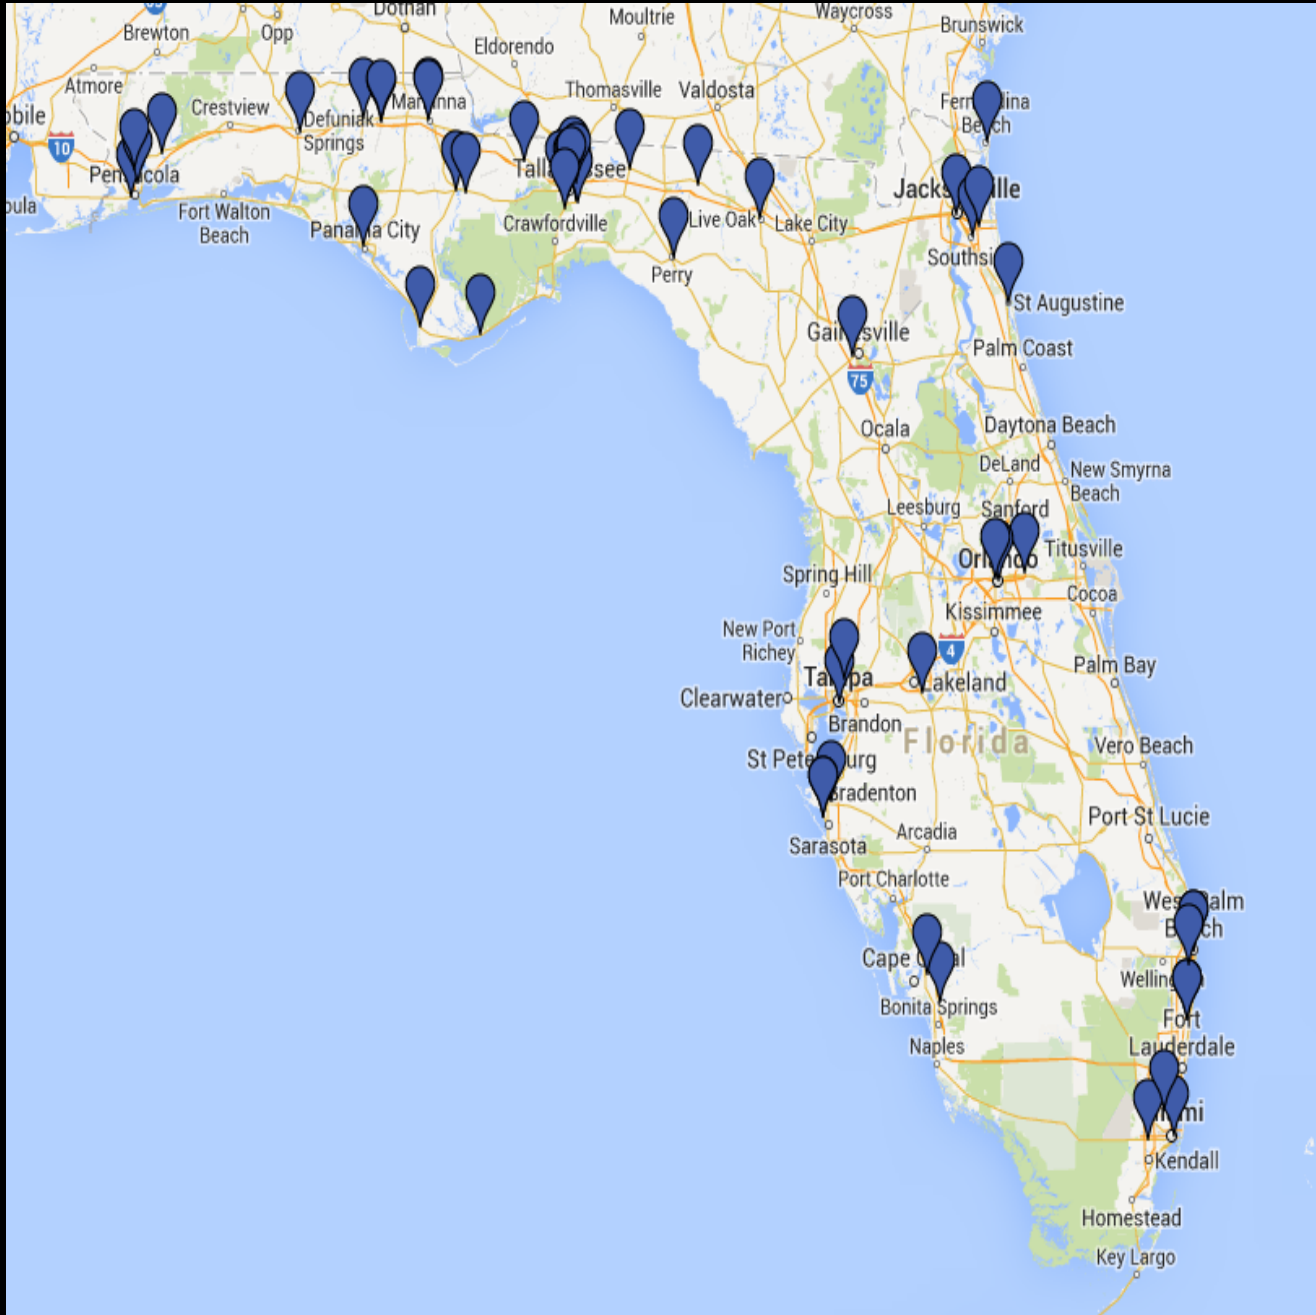 Dothan
Moultrie
Waycross
Brewton
Opp
Brunswick
Eldorendo
Atmore
Thomasville
Valdosta
Crestview
10
Defuniak
Springs
Live Oak
Lake City
Fort Walton
Beach
Crawfordville
Perry
St Augustine
Palm Coast
75
Ocala
Daytona Beach
DeLand
New Smyrna
Beach
Leesburg
Sanford
Titusville
Spring Hill
Cocoa
Kissimmee
New Port
Richey
4
Palm Bay
Lakeland
Clearwater
Brandon
Florida
Vero Beach
Bradenton
Port St Lucie
Arcadia
Sarasota
Port Charlotte
Bonita Springs
Fort
Lauderdale
Naples
Kendall
Homestead
Key Largo